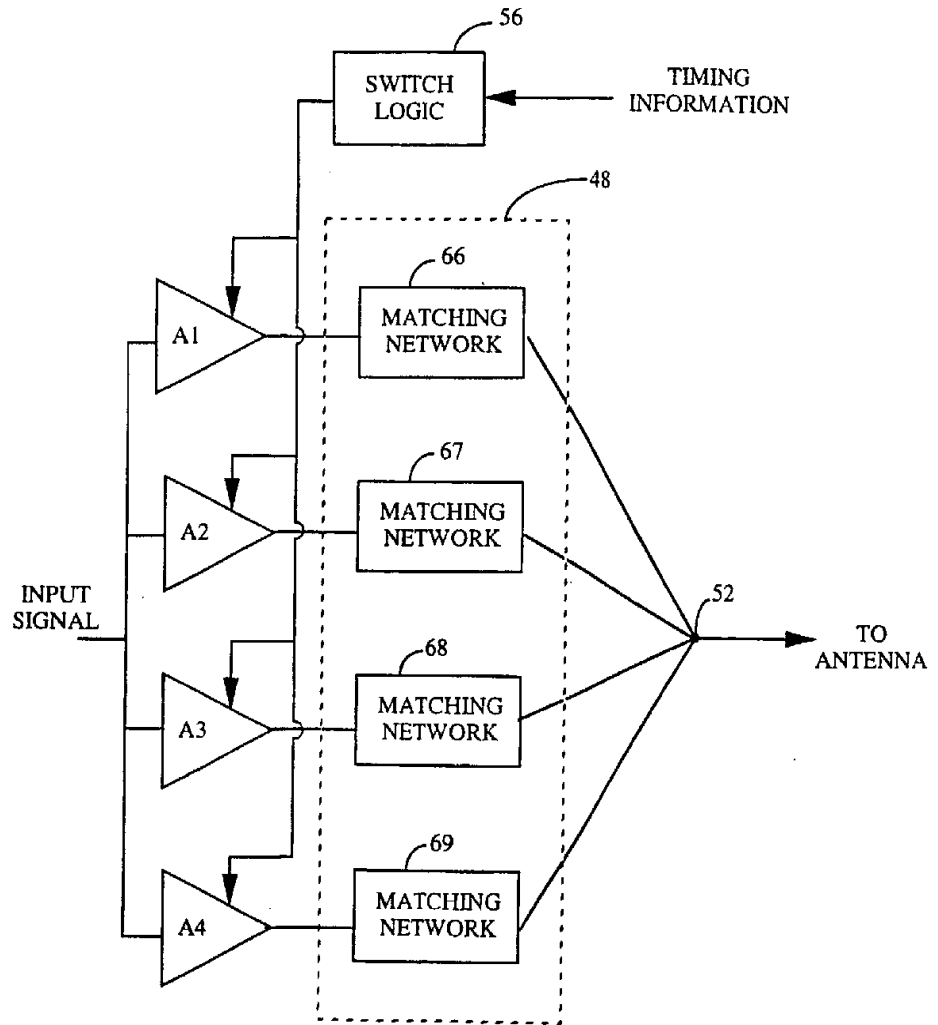 56
SWITCH
LOGIC
TIMING
INFORMATION
48
66
A1
MATCHING
NETWORK
67
A2
MATCHING
NETWORK
INPUT
SIGNAL
52
TO
ANTENNA
68
A3
MATCHING
NETWORK
69
A4
MATCHING
NETWORK